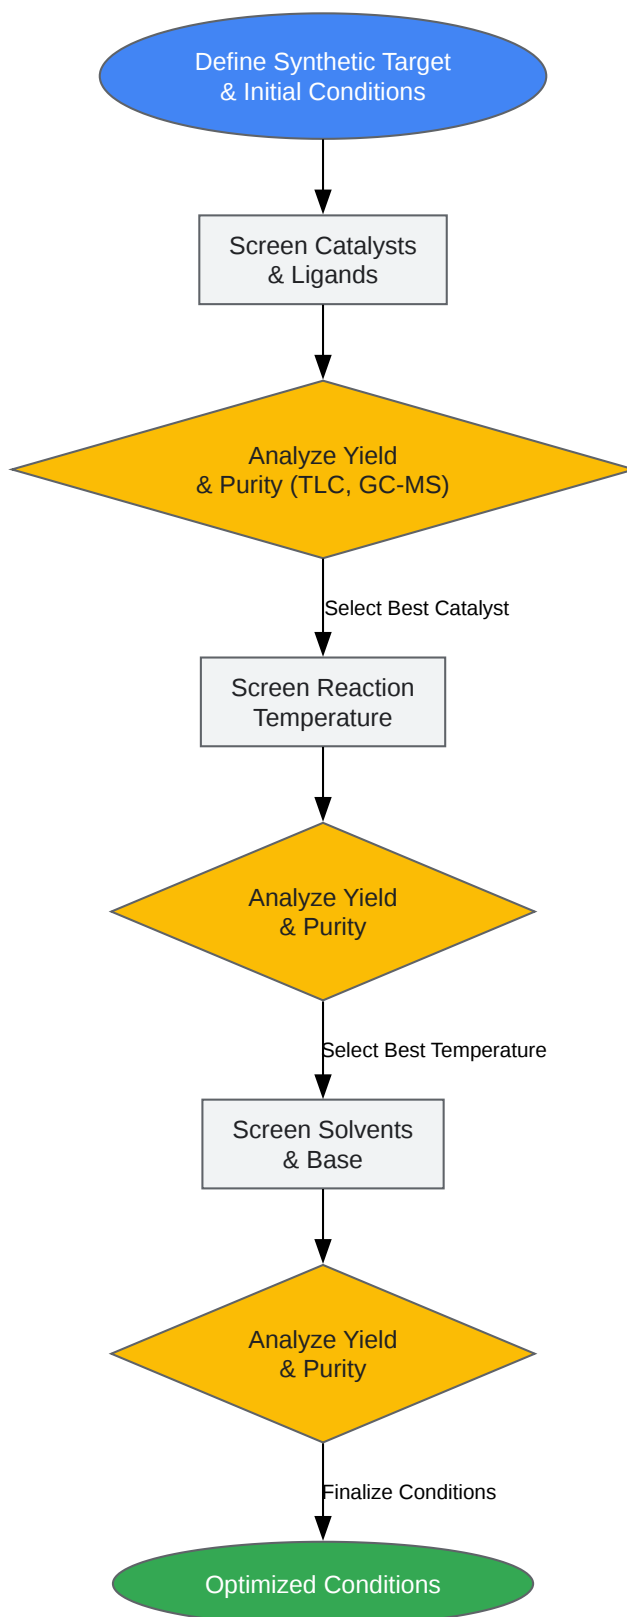 Define Synthetic Target
& Initial Conditions
Screen Catalysts
& Ligands
Analyze Yield
& Purity (TLC, GC-MS)
Select Best Catalyst
Screen Reaction
Temperature
Analyze Yield
& Purity
Select Best Temperature
Screen Solvents
& Base
Analyze Yield
& Purity
Finalize Conditions
Optimized Conditions